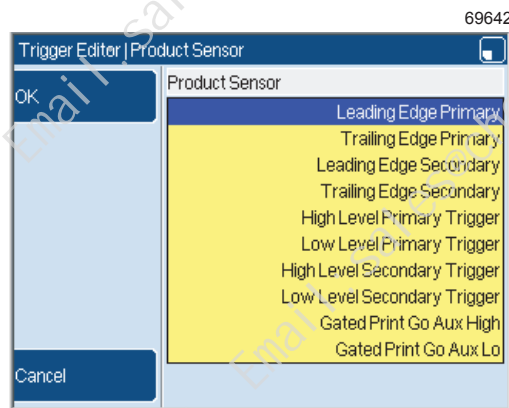 69642
Trigger Editor | Product Sensor
OK
Product Sensor
Leading Edge Primary
Trailing Edge Primary
Leading Edge Secondary
Trailing Edge Secondary
High Level Primary Trigger
Low Level Primary Trigger
High Level Secondary Trigger
Low Level Secondary Trigger
Gated Print Go Aux High
Gated Print Go Aux Lo
Cancel